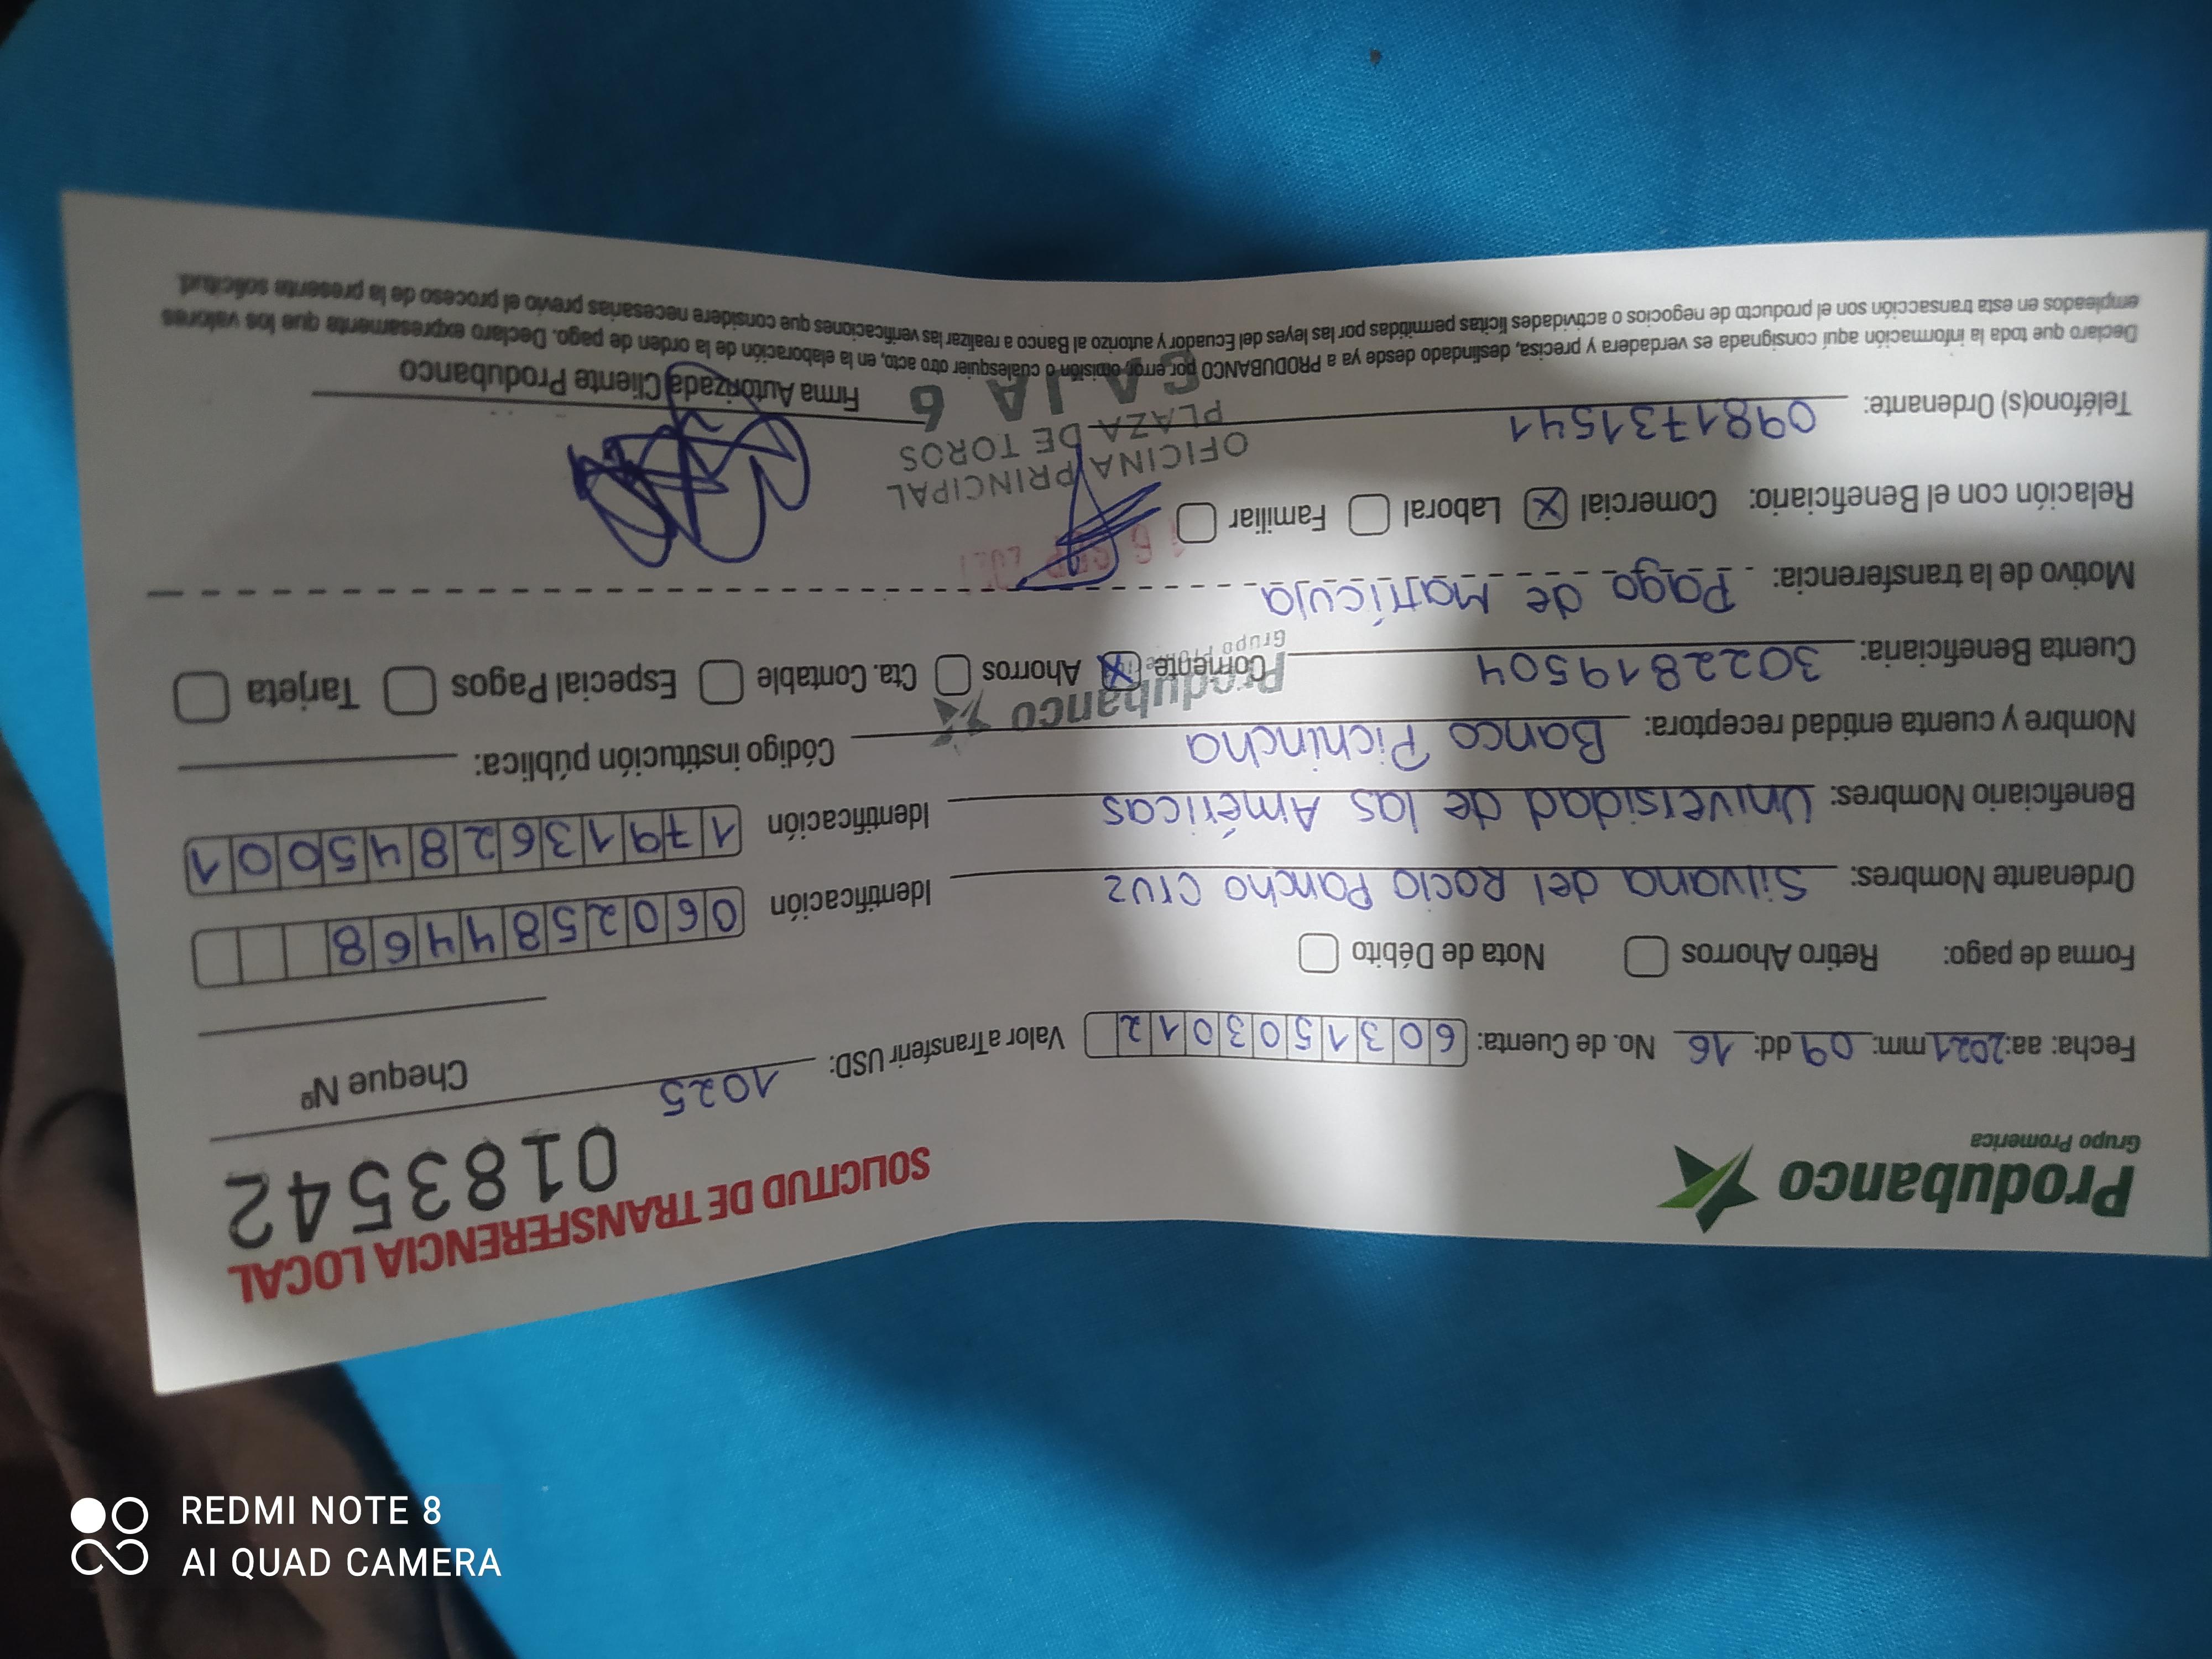 Produbanco
Grupo Promerica
SOLICITUD DE TRANSFERENCIA LOCAL
0183542
Fecha: aa: 2021 mm: 09 dd: 16 No. de Cuenta: 6031503012 Valor a Transferir USD: 1025 Cheque Nº
Forma de pago: Retiro Ahorros Nota de Débito
Ordenante Nombres: Silvana del Rocio Pancho Cruz Identificación 0602584468
Beneficiario Nombres: Universidad de las Américas Identificación 1791362845001
Nombre y cuenta entidad receptora: Banco Pichincha Código institución pública:
Produbanco
Cuenta Beneficiaria: 3022819504 Corriente X Ahorros Cta. Contable Especial Pagos Tarjeta
Grupo
Motivo de la transferencia: Pago de Matrícula
Relación con el Beneficiario: Comercial X Laboral Familiar
16 SEP 2021
OFICINA PRINCIPAL
PLAZA DE TOROS
CAJA 6
Teléfono(s) Ordenante: 0981731541
Firma Autorizada Cliente Produbanco
Declaro que toda la información aquí consignada es verdadera y precisa, deslindado desde ya a PRODUBANCO por error, omisión o cualesquier otro acto, en la elaboración de la orden de pago. Declaro expresamente que los valores
empleados en esta transacción son el producto de negocios o actividades lícitas permitidas por las leyes del Ecuador y autorizo al Banco a realizar las verificaciones que considere necesarias previo el proceso de la presente solicitud.
REDMI NOTE 8
AI QUAD CAMERA